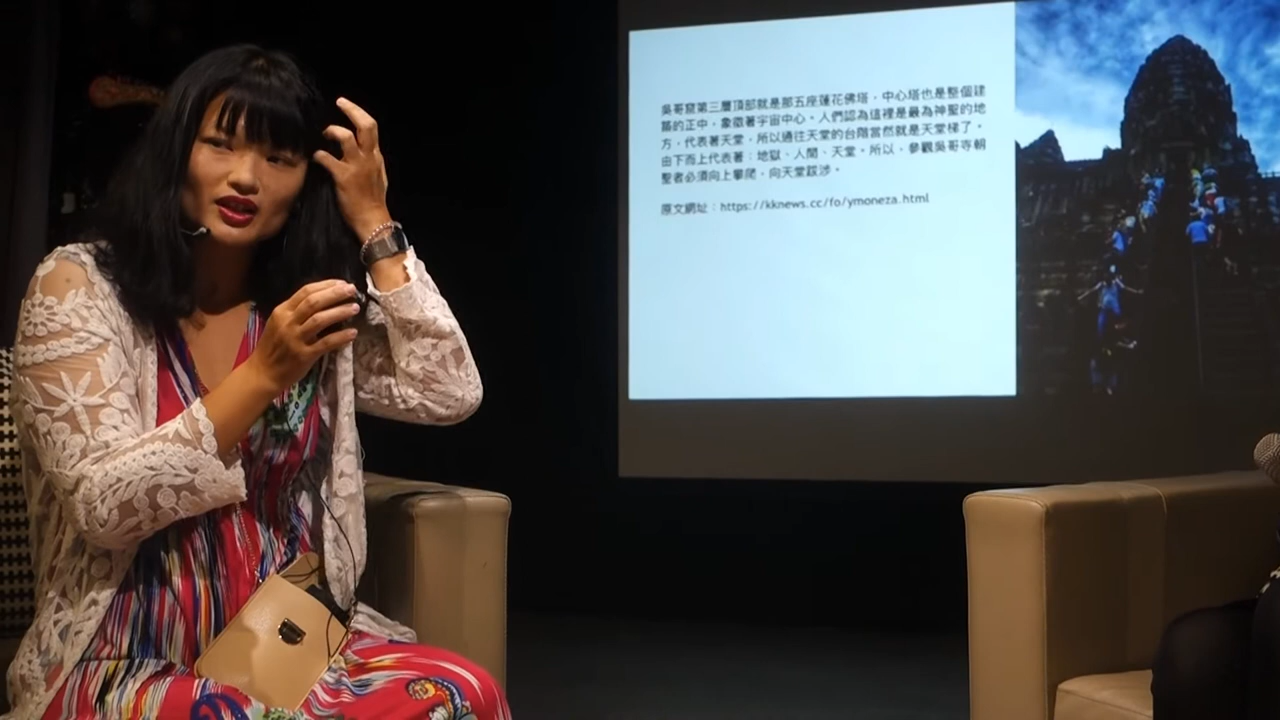 吳哥窟第三層頂部就是那五座蓮花佛塔，中心塔也是整個建
築的正中，象徵著宇宙中心。人們認為這裡是最為神聖的地
方，代表著天堂，所以通往天堂的台階當然就是天堂梯了。
由下而上代表著：地獄、人間、天堂。所以，參觀吳哥寺朝
聖者必須向上攀爬、向天堂跋涉。
原文網址：https://kknews.cc/fo/ymoneza.html